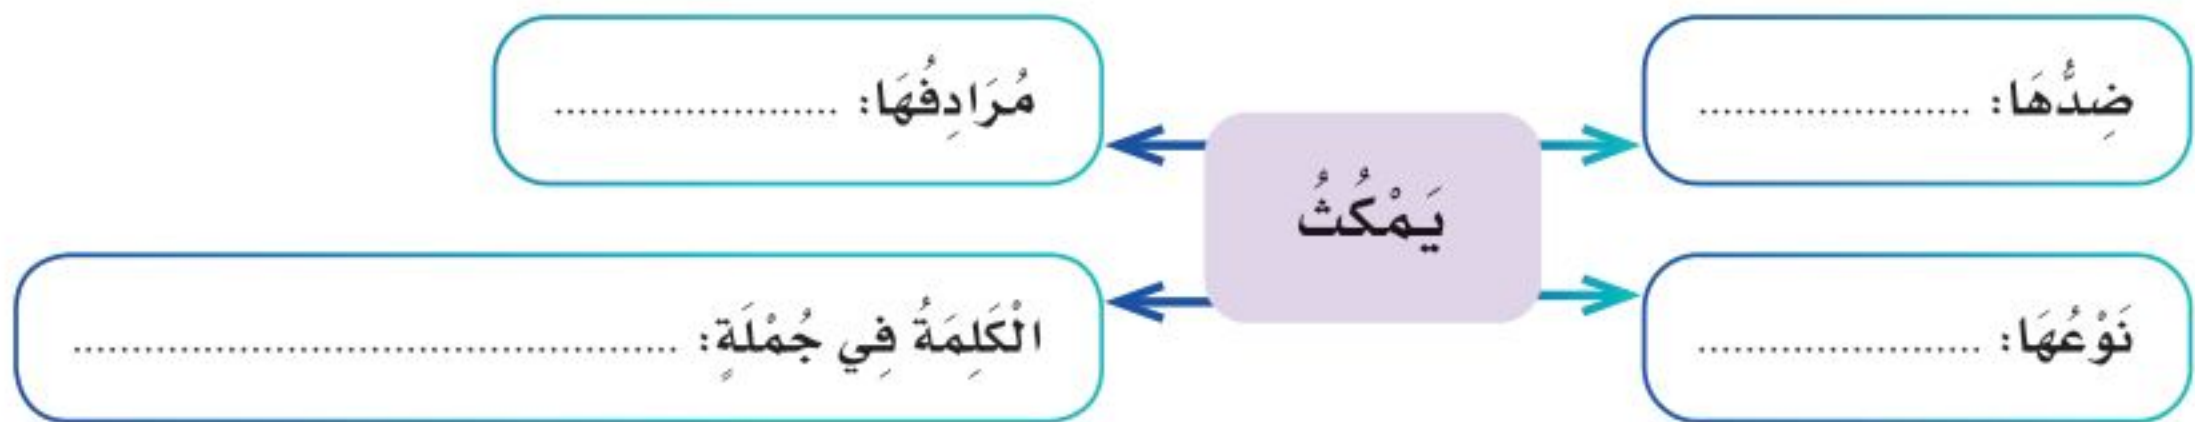 ضِدُّهَا: ......................
مُرَادِفُهَا: ......................
يَمْكُثُ
نَوْعُهَا: ......................
الْكَلِمَةُ فِي جُمْلَةٍ: ..................................................